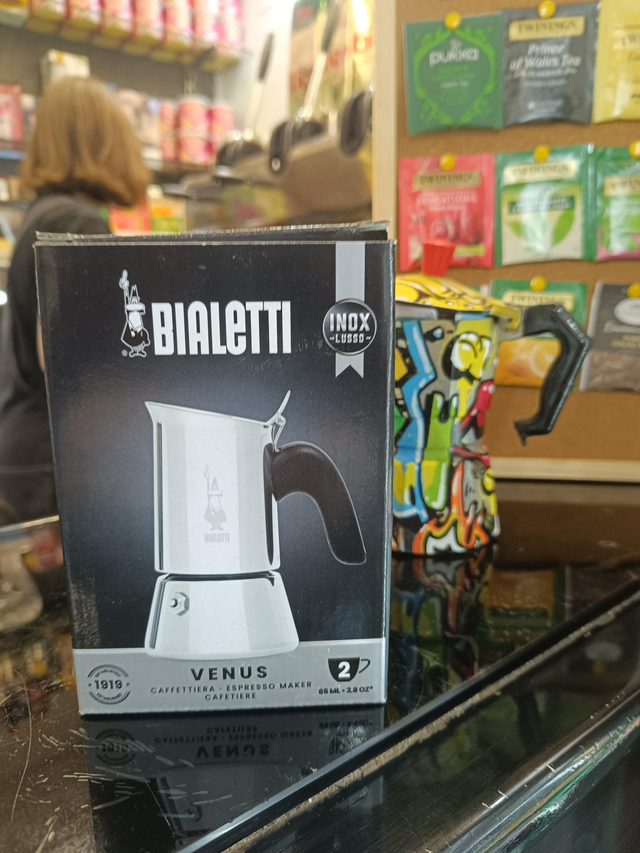 BIALETTI
®
INOX
-LUSSO-
BIALETTI
VENUS
CAFFETTIERA · ESPRESSO MAKER
CAFETIERE
1919
2
85 ML · 2.8 OZ*
pukka
TWININGS
Prince
of Wales Tea
TWININGS
TWININGS
TWININGS